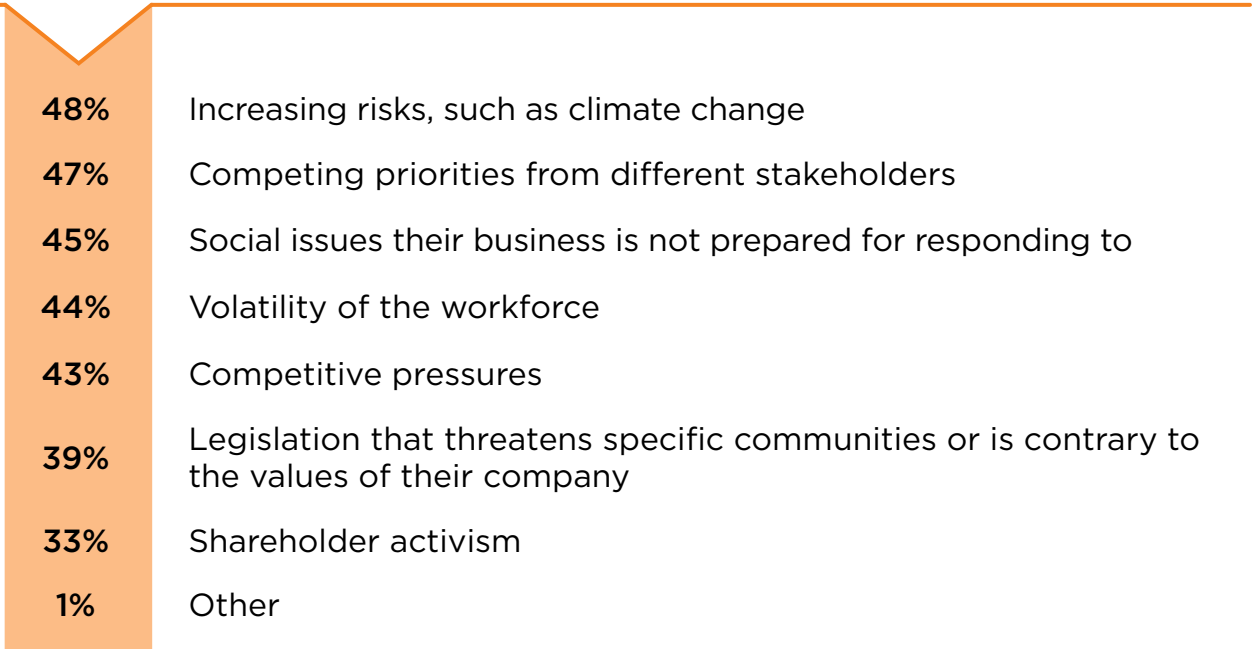 48% Increasing risks, such as climate change
47% Competing priorities from different stakeholders
45% Social issues their business is not prepared for responding to
44% Volatility of the workforce
43% Competitive pressures
39% Legislation that threatens specific communities or is contrary to
the values of their company
33% Shareholder activism
1% Other